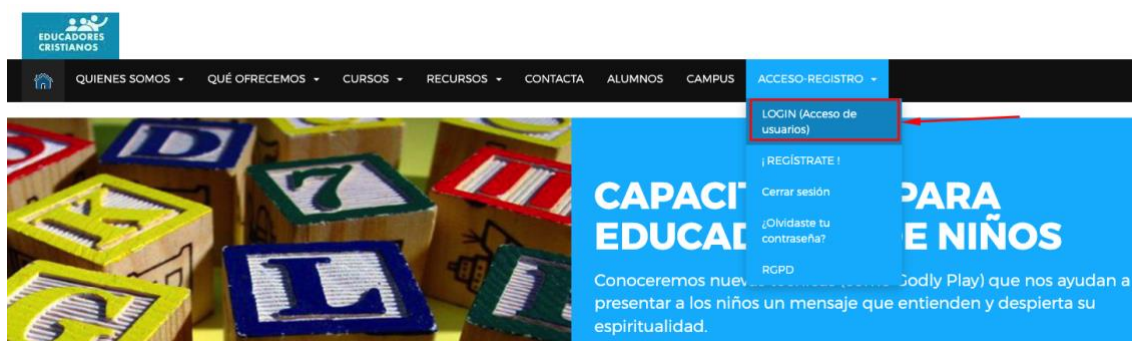 EDUCADORES
CRISTIANOS
QUIENES SOMOS QUÉ OFRECEMOS CURSOS RECURSOS CONTACTA ALUMNOS CAMPUS ACCESO-REGISTRO
LOGIN (Acceso de
usuarios)
¡ REGÍSTRATE !
Cerrar sesión
¿Olvidaste tu
contraseña?
RGPD
CAPACIT PARA
EDUCAD E NIÑOS
Conoceremos nue Godly Play) que nos ayudan a
presentar a los niños un mensaje que entienden y despierta su
espiritualidad.
K
D
7
L
C